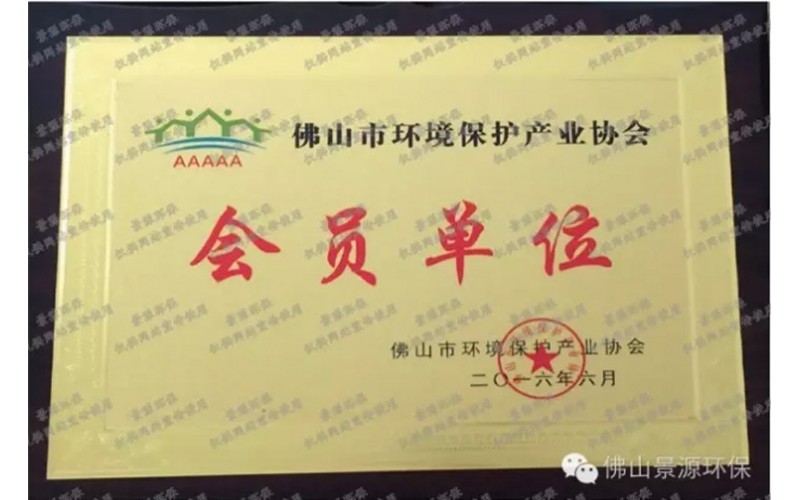 佛山市环境保护产业协会
AAAAA
会员单位
佛山市环境保护产业协会
二〇一六年六月
佛山景源环保